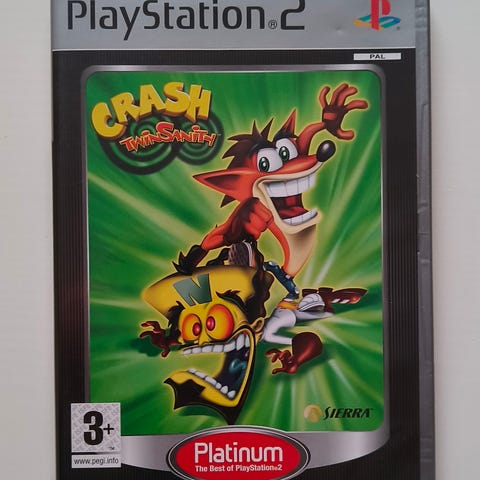 PlayStation®2
PAL
CRASH
TWINSANITY
N
SIERRA
3+
www.pegi.info
Platinum
The Best of PlayStation®2